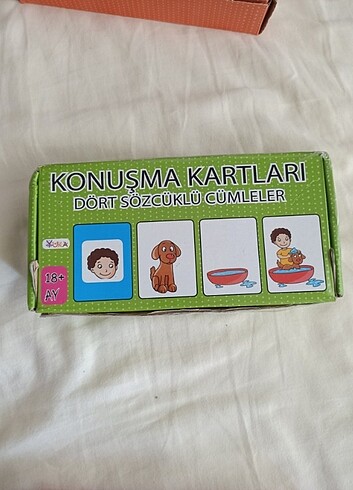 KONUŞMA KARTLARI
DÖRT SÖZCÜKLÜ CÜMLELER
18+
AY